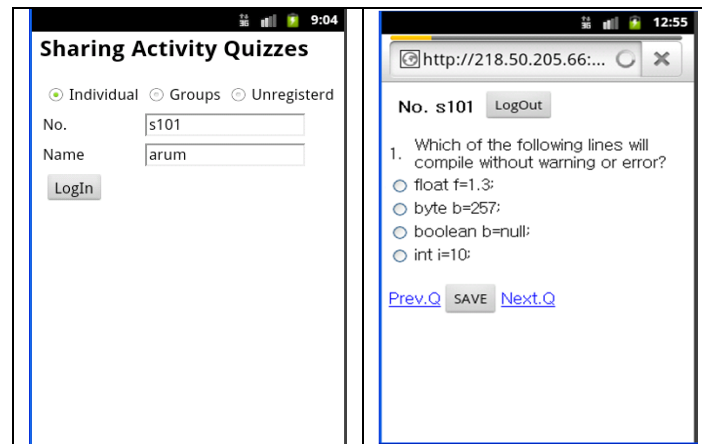 9:04
Sharing Activity Quizzes
Individual Groups Unregisterd
No. s101
Name arum
LogIn
12:55
http://218.50.205.66:...
No. s101 LogOut
1. Which of the following lines will
compile without warning or error?
float f=1.3;
byte b=257;
boolean b=null;
int i=10;
Prev.Q SAVE Next.Q